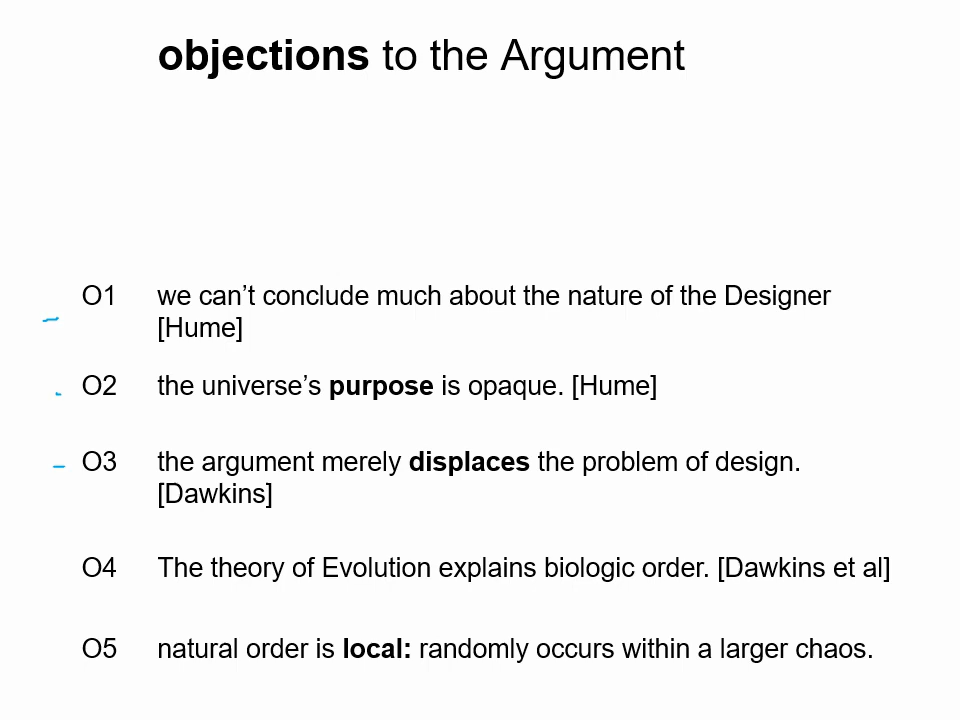 objections to the Argument
O1 we can’t conclude much about the nature of the Designer
[Hume]
O2 the universe’s purpose is opaque. [Hume]
O3 the argument merely displaces the problem of design.
[Dawkins]
O4 The theory of Evolution explains biologic order. [Dawkins et al]
O5 natural order is local: randomly occurs within a larger chaos.